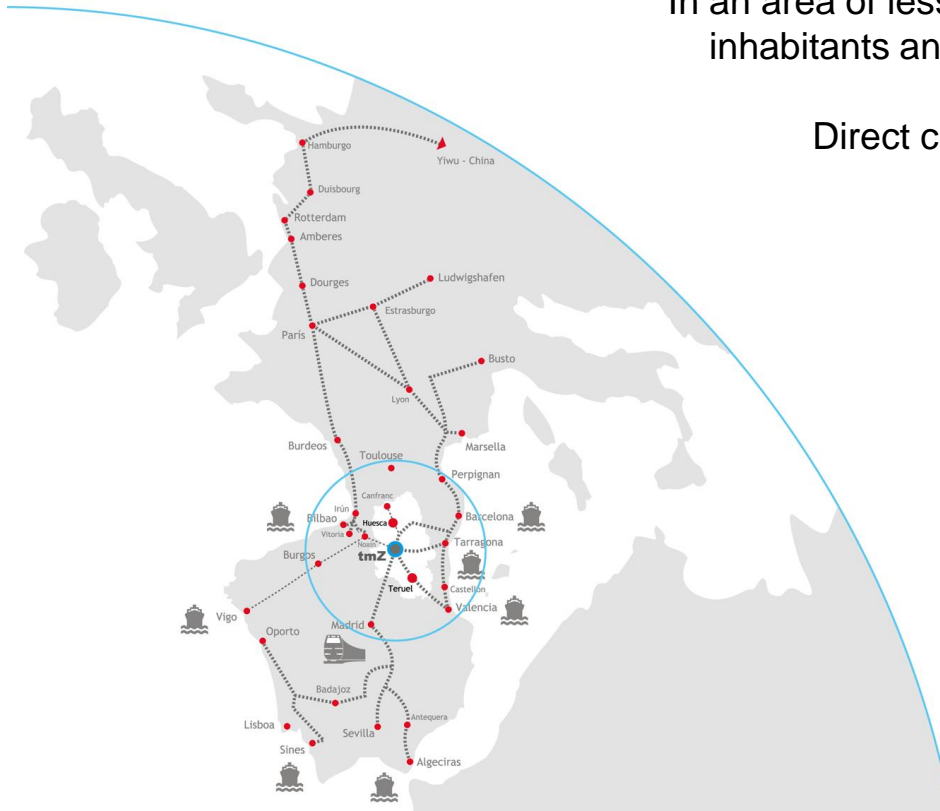 In an area of less
inhabitants an
Direct c
Hamburgo
Yiwu - China
Duisbourg
Rotterdam
Amberes
Dourges
Ludwigshafen
Estrasburgo
París
Busto
Lyon
Burdeos
Marsella
Toulouse
Perpignan
Canfranc
Irún
Bilbao
Huesca
Barcelona
Vitoria
Noain
Tarragona
tmZ
Burgos
Teruel
Castellón
Valencia
Vigo
Madrid
Oporto
Badajoz
Antequera
Lisboa
Sevilla
Sines
Algeciras